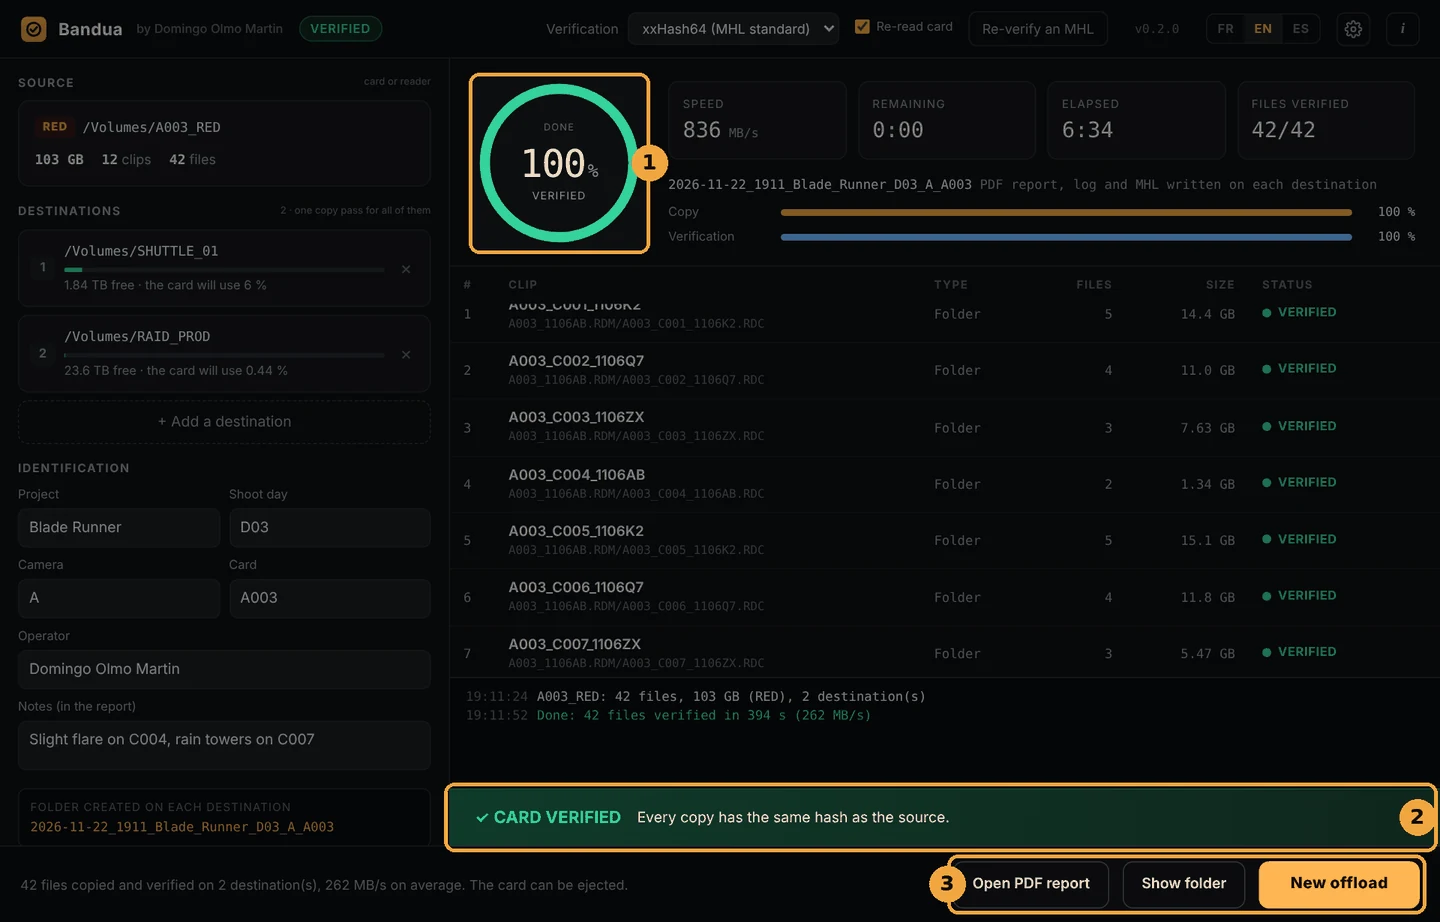 Bandua by Domingo Olmo Martin VERIFIED Verification xxHash64 (MHL standard) Re-read card Re-verify an MHL v0.2.0 FR EN ES i
SOURCE card or reader
RED /Volumes/A003_RED
103 GB 12 clips 42 files
DESTINATIONS 2 · one copy pass for all of them
1 /Volumes/SHUTTLE_01
1.84 TB free · the card will use 6 %
2 /Volumes/RAID_PROD
23.6 TB free · the card will use 0.44 %
+ Add a destination
IDENTIFICATION
Project Shoot day
Blade Runner D03
Camera Card
A A003
Operator
Domingo Olmo Martin
Notes (in the report)
Slight flare on C004, rain towers on C007
FOLDER CREATED ON EACH DESTINATION
2026-11-22_1911_Blade_Runner_D03_A_A003
DONE
100%
VERIFIED
1
SPEED
836 MB/s
REMAINING
0:00
ELAPSED
6:34
FILES VERIFIED
42/42
2026-11-22_1911_Blade_Runner_D03_A_A003 PDF report, log and MHL written on each destination
Copy 100 %
Verification 100 %
# CLIP TYPE FILES SIZE STATUS
1 A003_C001_1106K2 Folder 5 14.4 GB VERIFIED
A003_1106AB.RDM/A003_C001_1106K2.RDC
2 A003_C002_1106Q7 Folder 4 11.0 GB VERIFIED
A003_1106AB.RDM/A003_C002_1106Q7.RDC
3 A003_C003_1106ZX Folder 3 7.63 GB VERIFIED
A003_1106AB.RDM/A003_C003_1106ZX.RDC
4 A003_C004_1106AB Folder 2 1.34 GB VERIFIED
A003_1106AB.RDM/A003_C004_1106AB.RDC
5 A003_C005_1106K2 Folder 5 15.1 GB VERIFIED
A003_1106AB.RDM/A003_C005_1106K2.RDC
6 A003_C006_1106Q7 Folder 4 11.8 GB VERIFIED
A003_1106AB.RDM/A003_C006_1106Q7.RDC
7 A003_C007_1106ZX Folder 3 5.47 GB VERIFIED
A003_1106AB.RDM/A003_C007_1106ZX.RDC
19:11:24 A003_RED: 42 files, 103 GB (RED), 2 destination(s)
19:11:52 Done: 42 files verified in 394 s (262 MB/s)
✓ CARD VERIFIED Every copy has the same hash as the source. 2
42 files copied and verified on 2 destination(s), 262 MB/s on average. The card can be ejected.
3 Open PDF report Show folder New offload